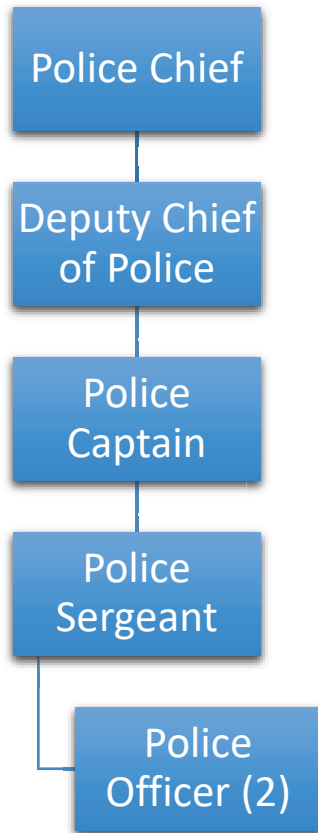 Police Chief
Deputy Chief
of Police
Police
Captain
Police
Sergeant
Police
Officer (2)